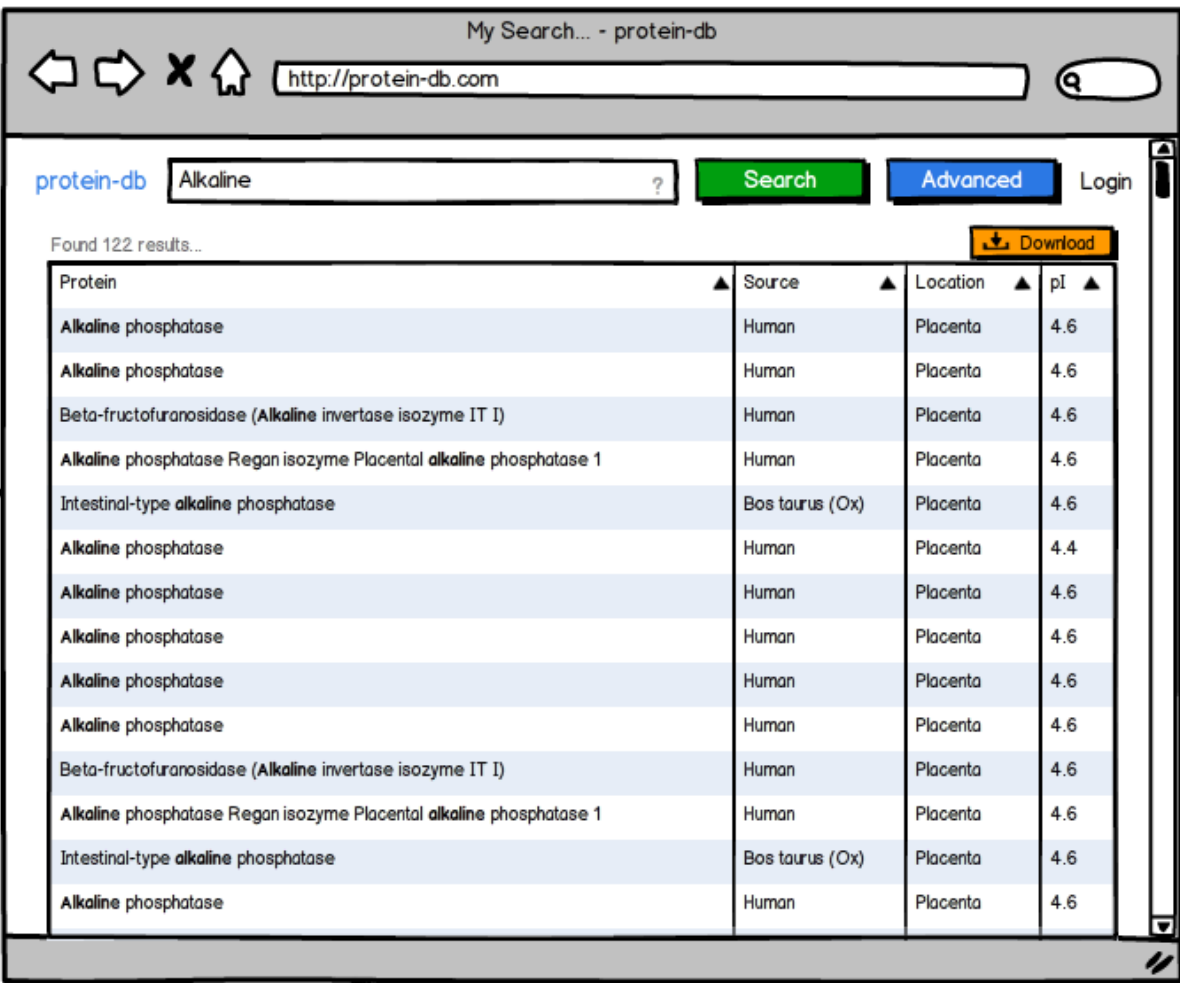 My Search... - protein-db
http://protein-db.com
protein-db Alkaline ? Search Advanced Login
Found 122 results... Download
Protein Source Location pI
Alkaline phosphatase Human Placenta 4.6
Alkaline phosphatase Human Placenta 4.6
Beta-fructofuranosidase (Alkaline invertase isozyme IT I) Human Placenta 4.6
Alkaline phosphatase Regan isozyme Placental alkaline phosphatase 1 Human Placenta 4.6
Intestinal-type alkaline phosphatase Bos taurus (Ox) Placenta 4.6
Alkaline phosphatase Human Placenta 4.4
Alkaline phosphatase Human Placenta 4.6
Alkaline phosphatase Human Placenta 4.6
Alkaline phosphatase Human Placenta 4.6
Alkaline phosphatase Human Placenta 4.6
Beta-fructofuranosidase (Alkaline invertase isozyme IT I) Human Placenta 4.6
Alkaline phosphatase Regan isozyme Placental alkaline phosphatase 1 Human Placenta 4.6
Intestinal-type alkaline phosphatase Bos taurus (Ox) Placenta 4.6
Alkaline phosphatase Human Placenta 4.6